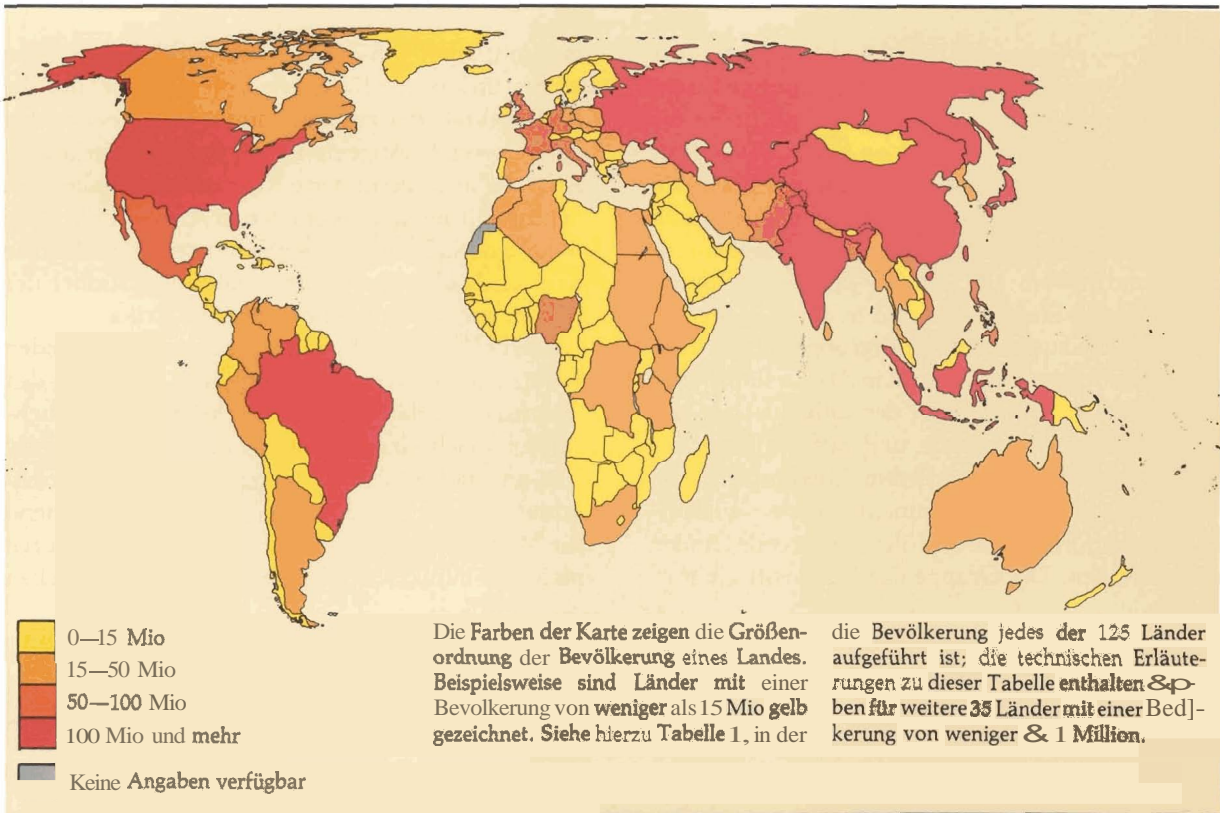 0—15 Mio
15—50 Mio
50—100 Mio
100 Mio und mehr
Keine Angaben verfügbar
Die Farben der Karte zeigen die Größen-
ordnung der Bevölkerung eines Landes.
Beispielsweise sind Länder mit einer
Bevolkerung von weniger als 15 Mio gelb
gezeichnet. Siehe hierzu Tabelle 1, in der
die Bevölkerung jedes der 125 Länder
aufgeführt ist; die technischen Erläute-
rungen zu dieser Tabelle enthalten &p-
ben für weitere 35 Länder mit einer Bed]-
kerung von weniger & 1 Million.